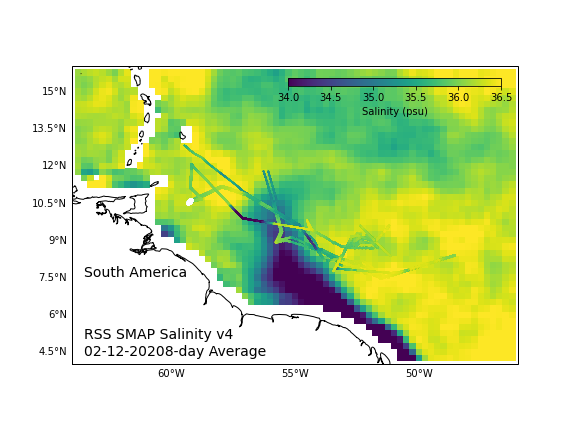 15°N
13.5°N
12°N
10.5°N
9°N
7.5°N
6°N
4.5°N
34.0 34.5 35.0 35.5 36.0 36.5
Salinity (psu)
South America
RSS SMAP Salinity v4
02-12-20208-day Average
60°W 55°W 50°W